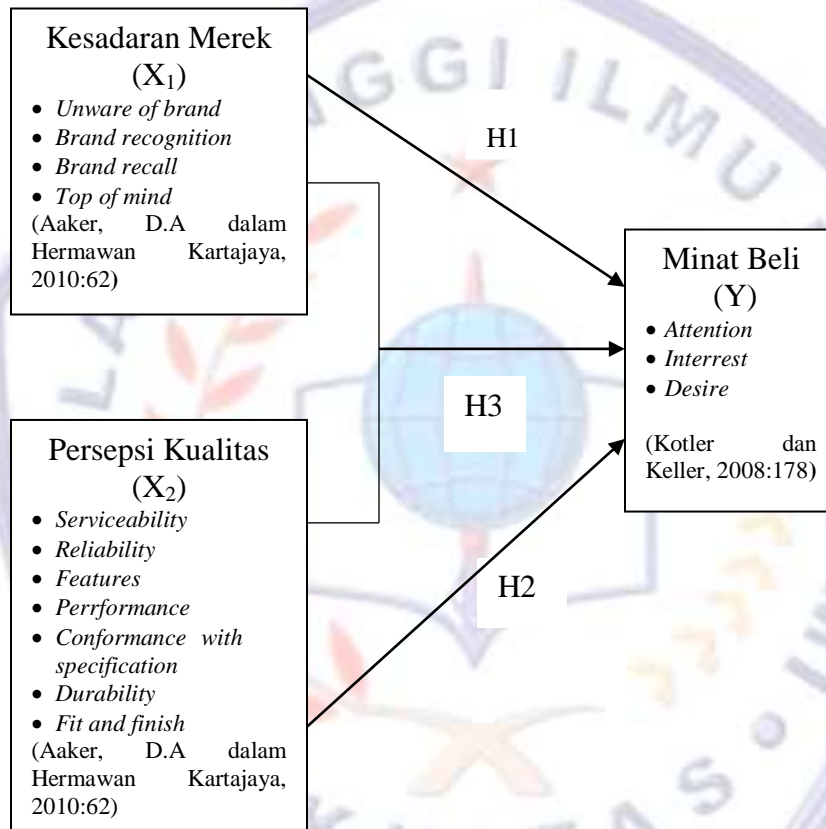 Kesadaran Merek
(X₁)
• Unware of brand
• Brand recognition
• Brand recall
• Top of mind
(Aaker, D.A dalam
Hermawan Kartajaya,
2010:62)
H1
Minat Beli
(Y)
• Attention
• Interrest
• Desire
(Kotler dan
Keller, 2008:178)
H3
Persepsi Kualitas
(X₂)
• Serviceability
• Reliability
• Features
• Perrformance
• Conformance with
specification
• Durability
• Fit and finish
(Aaker, D.A dalam
Hermawan Kartajaya,
2010:62)
H2
NGGI ILMU